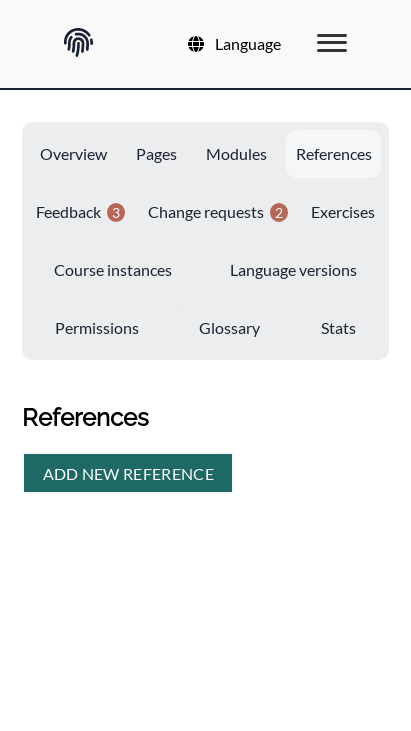 Language
Overview Pages Modules References
Feedback 3 Change requests 2 Exercises
Course instances Language versions
Permissions Glossary Stats
References
ADD NEW REFERENCE